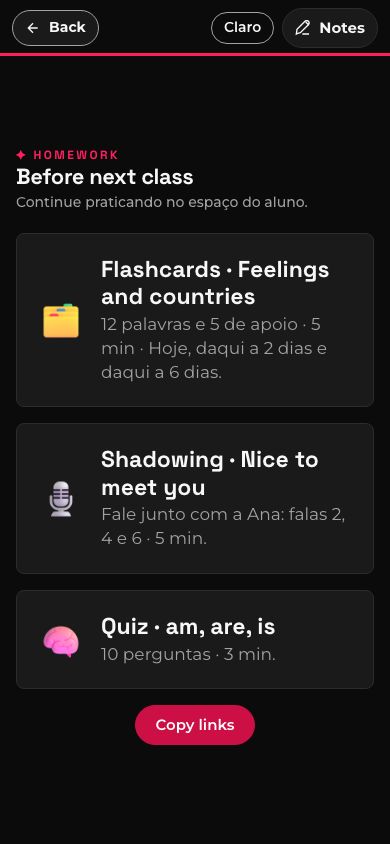 Back
Claro
Notes
HOMEWORK
Before next class
Continue praticando no espaço do aluno.
Flashcards · Feelings
and countries
12 palavras e 5 de apoio · 5
min · Hoje, daqui a 2 dias e
daqui a 6 dias.
Shadowing · Nice to
meet you
Fale junto com a Ana: falas 2,
4 e 6 · 5 min.
Quiz · am, are, is
10 perguntas · 3 min.
Copy links